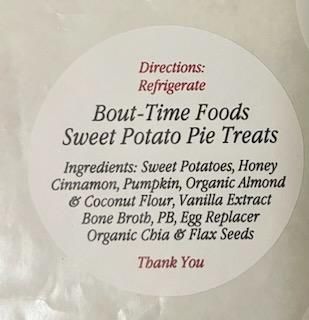 Directions:
Refrigerate
Bout-Time Foods
Sweet Potato Pie Treats
Ingredients: Sweet Potatoes, Honey
Cinnamon, Pumpkin, Organic Almond
& Coconut Flour, Vanilla Extract
Bone Broth, PB, Egg Replacer
Organic Chia & Flax Seeds
Thank You